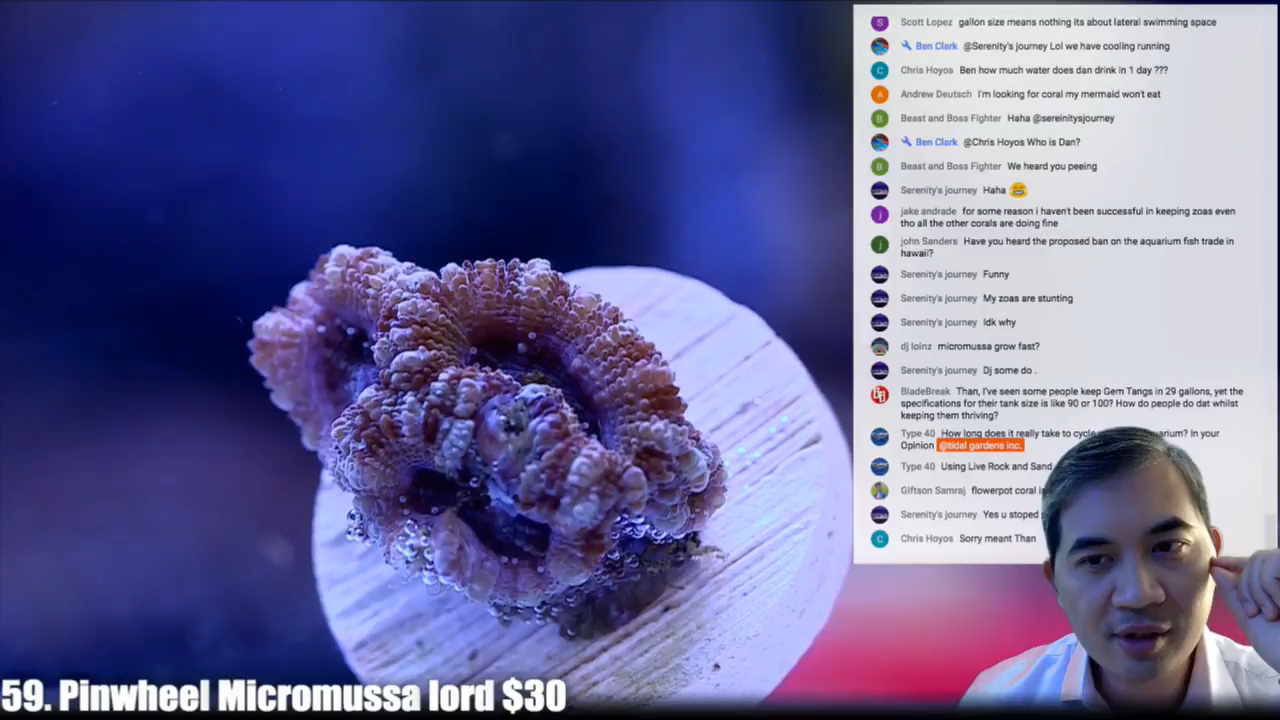 S Scott Lopez gallon size means nothing its about lateral swimming space
Ben Clark @Serenity's journey Lol we have cooling running
C Chris Hoyos Ben how much water does dan drink in 1 day ???
A Andrew Deutsch I'm looking for coral my mermaid won't eat
B Beast and Boss Fighter Haha @sereinitysjourney
Ben Clark @Chris Hoyos Who is Dan?
B Beast and Boss Fighter We heard you peeing
Serenity's journey Haha 😂
j jake andrade for some reason i haven't been successful in keeping zoas even
tho all the other corals are doing fine
j john Sanders Have you heard the proposed ban on the aquarium fish trade in
hawaii?
Serenity's journey Funny
Serenity's journey My zoas are stunting
Serenity's journey Idk why
dj loinz micromussa grow fast?
Serenity's journey Dj some do .
BladeBreak Than, I've seen some people keep Gem Tangs in 29 gallons, yet the
specifications for their tank size is like 90 or 100? How do people do dat whilst
keeping them thriving?
Type 40 How long does it really take to cycle arium? In your
Opinion @tidal gardens inc.
Type 40 Using Live Rock and Sand
Giftson Samraj flowerpot coral
Serenity's journey Yes u stoped
C Chris Hoyos Sorry meant Than
59. Pinwheel Micromussa lord $30